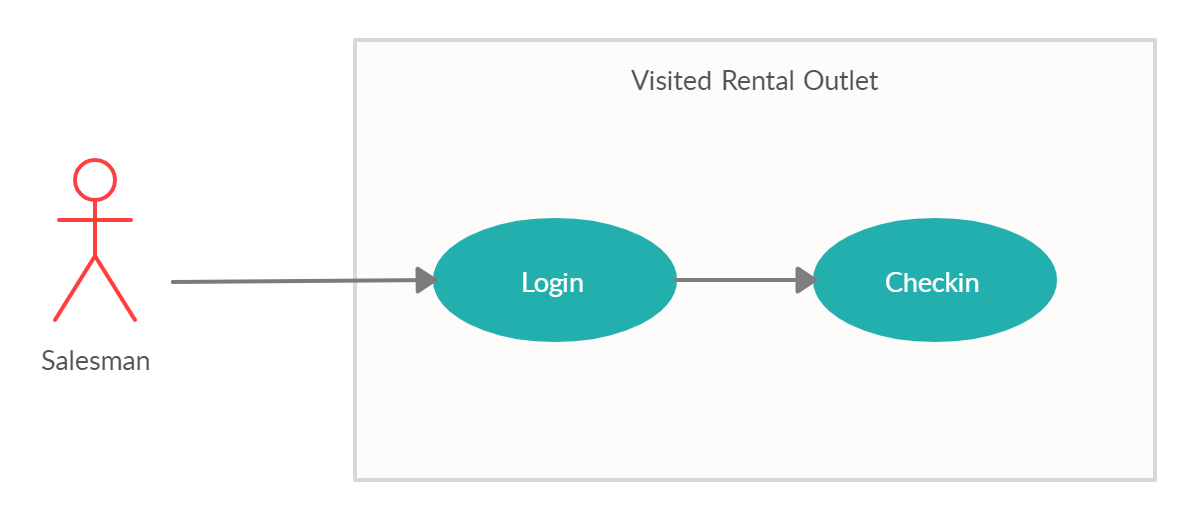 Visited Rental Outlet
Login
Checkin
Salesman